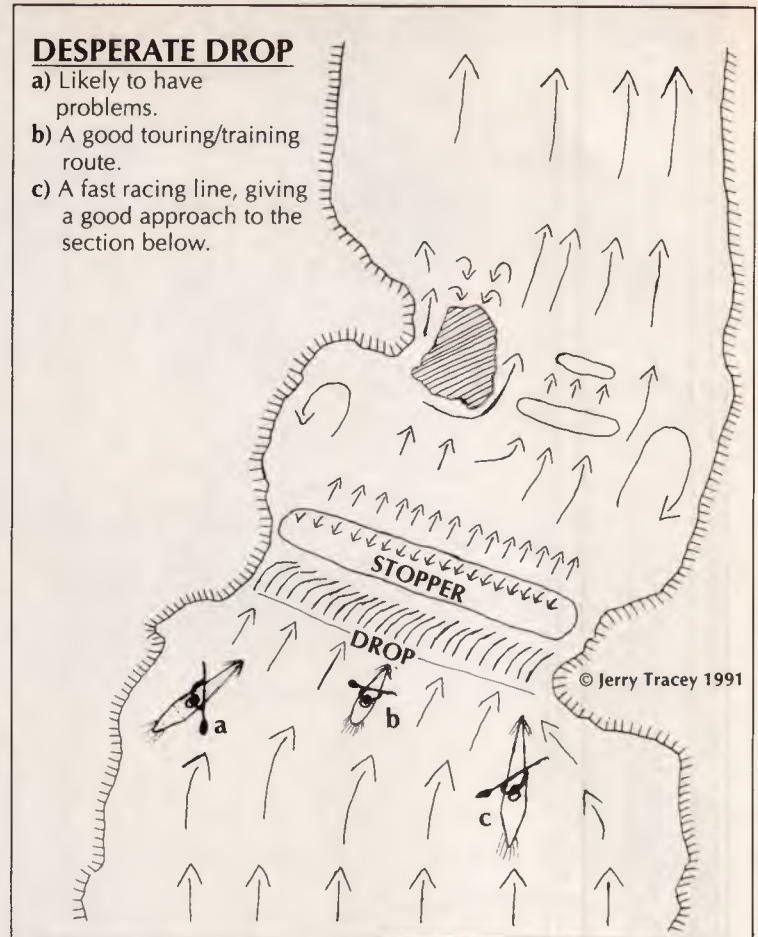 DESPERATE DROP
a) Likely to have
problems.
b) A good touring/training
route.
c) A fast racing line, giving
a good approach to the
section below.
STOPPER
DROP
© Jerry Tracey 1991
a
b
c